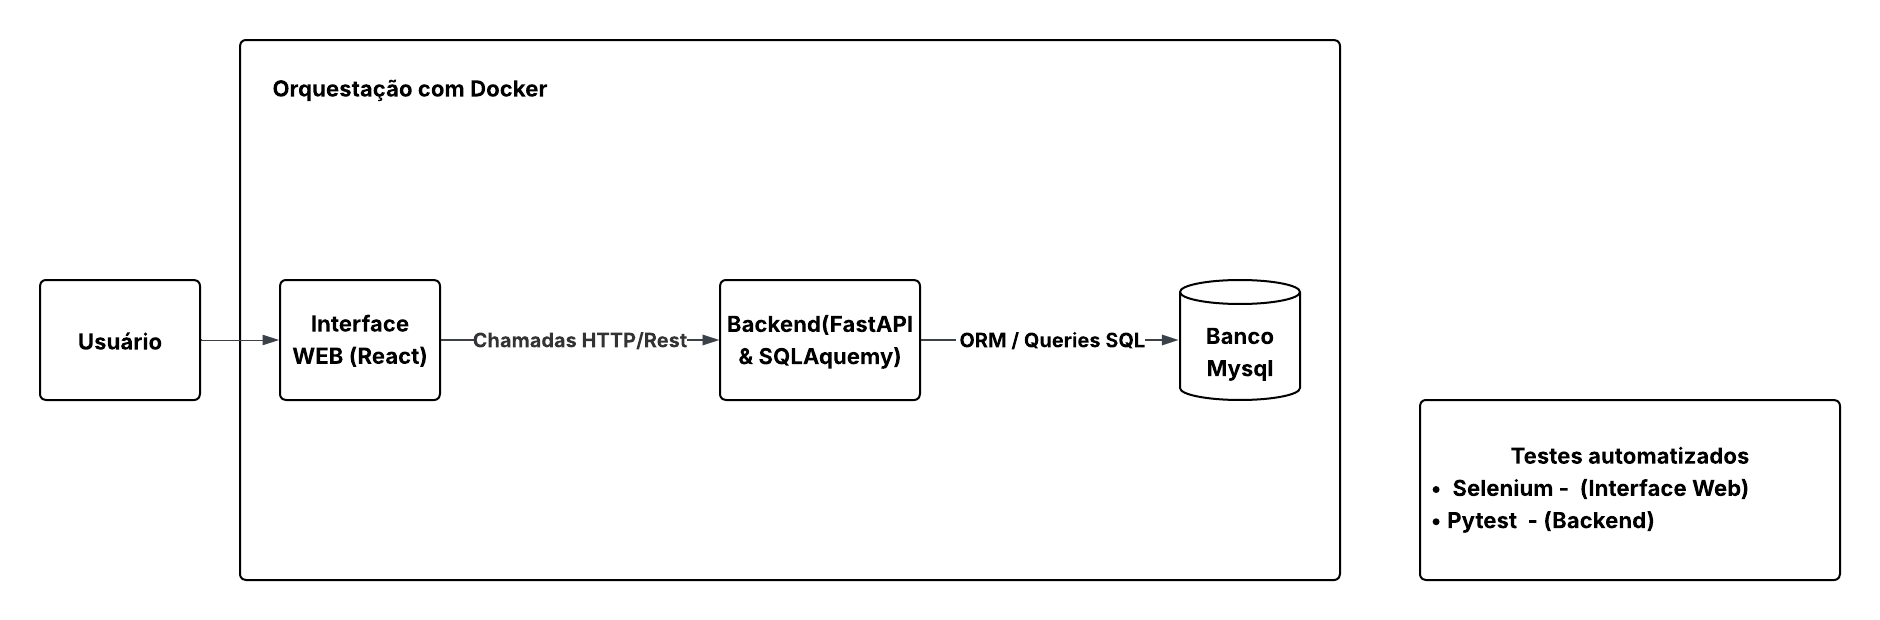 Orquestação com Docker
Usuário
Interface
WEB (React)
Chamadas HTTP/Rest
Backend(FastAPI
& SQLAquemy)
ORM / Queries SQL
Banco
Mysql
Testes automatizados
• Selenium - (Interface Web)
• Pytest - (Backend)